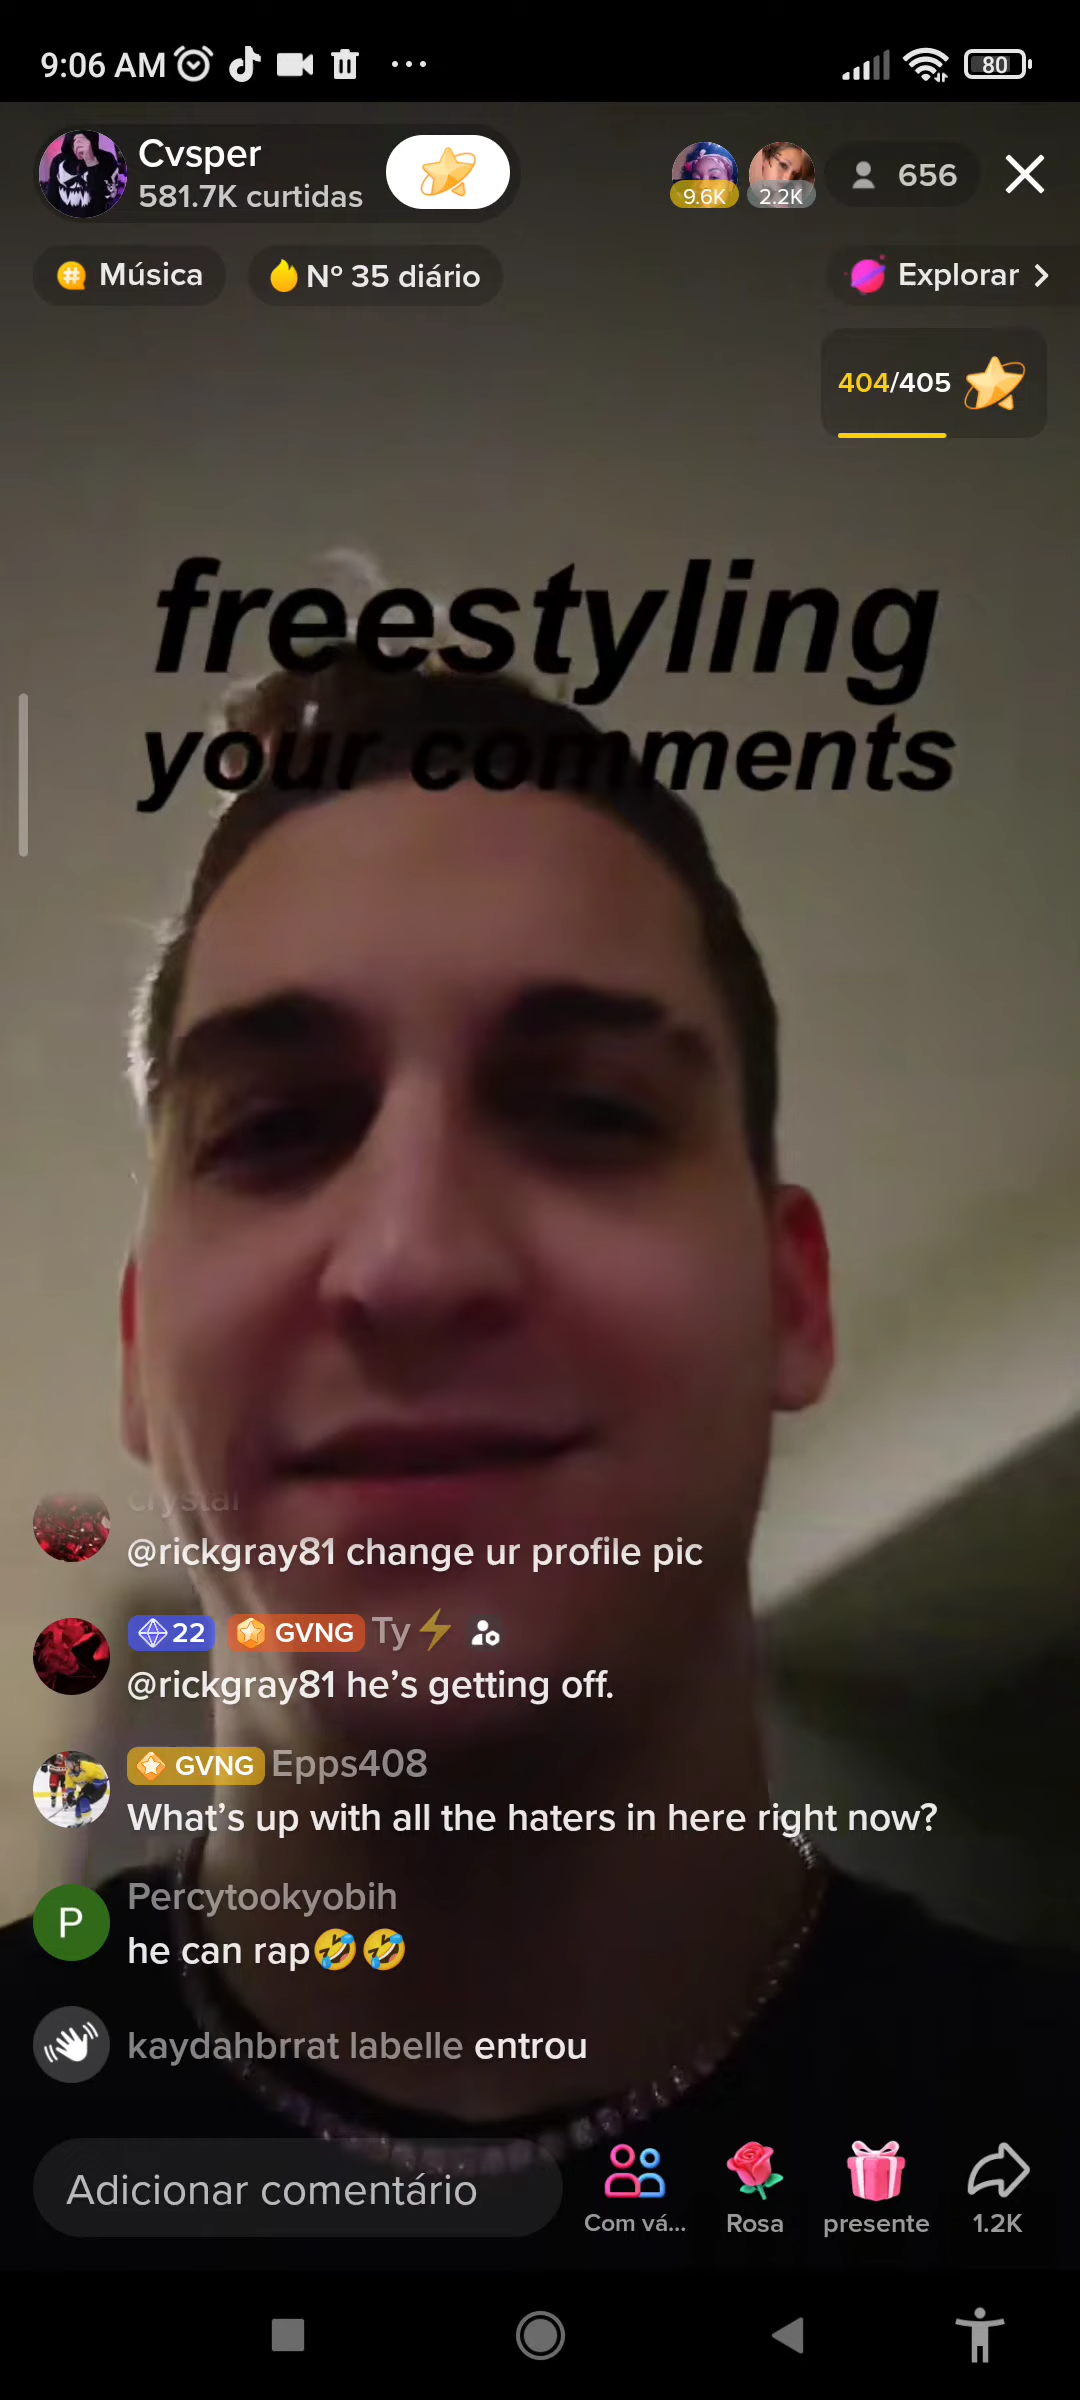 9:06 AM
80
Cvsper
581.7K curtidas
9.6K
2.2K
656
Música
Nº 35 diário
Explorar
404/405
freestyling
your comments
crystal
@rickgray81 change ur profile pic
22 GVNG Ty
@rickgray81 he’s getting off.
GVNG Epps408
What’s up with all the haters in here right now?
P
Percytookyobih
he can rap🤣🤣
kaydahbrrat labelle entrou
Adicionar comentário
Com vá...
Rosa
presente
1.2K